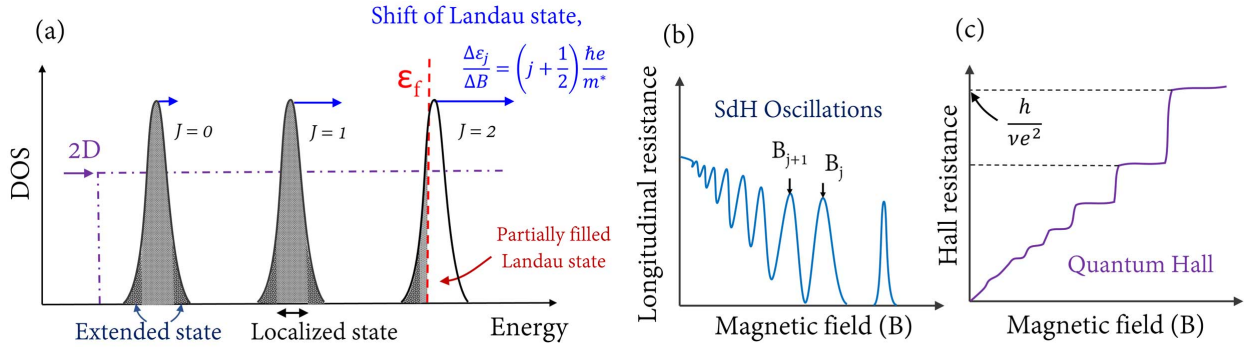 (a)
Shift of Landau state,
Δε_j/ΔB = (j + 1/2) ħe/m*
ε_f
J = 0
J = 1
J = 2
2D
DOS
Partially filled
Landau state
Extended state
Localized state
Energy
(b)
SdH Oscillations
B_{j+1}
B_j
Longitudinal resistance
Magnetic field (B)
(c)
h/νe²
Hall resistance
Quantum Hall
Magnetic field (B)